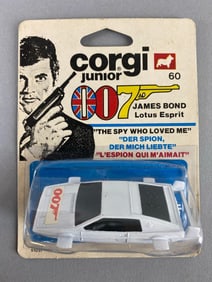 corgi
junior
60
007
JAMES BOND
Lotus Esprit
"THE SPY WHO LOVED ME"
"DER SPION,
DER MICH LIEBTE"
"L'ESPION QUI M'AIMAIT"
007